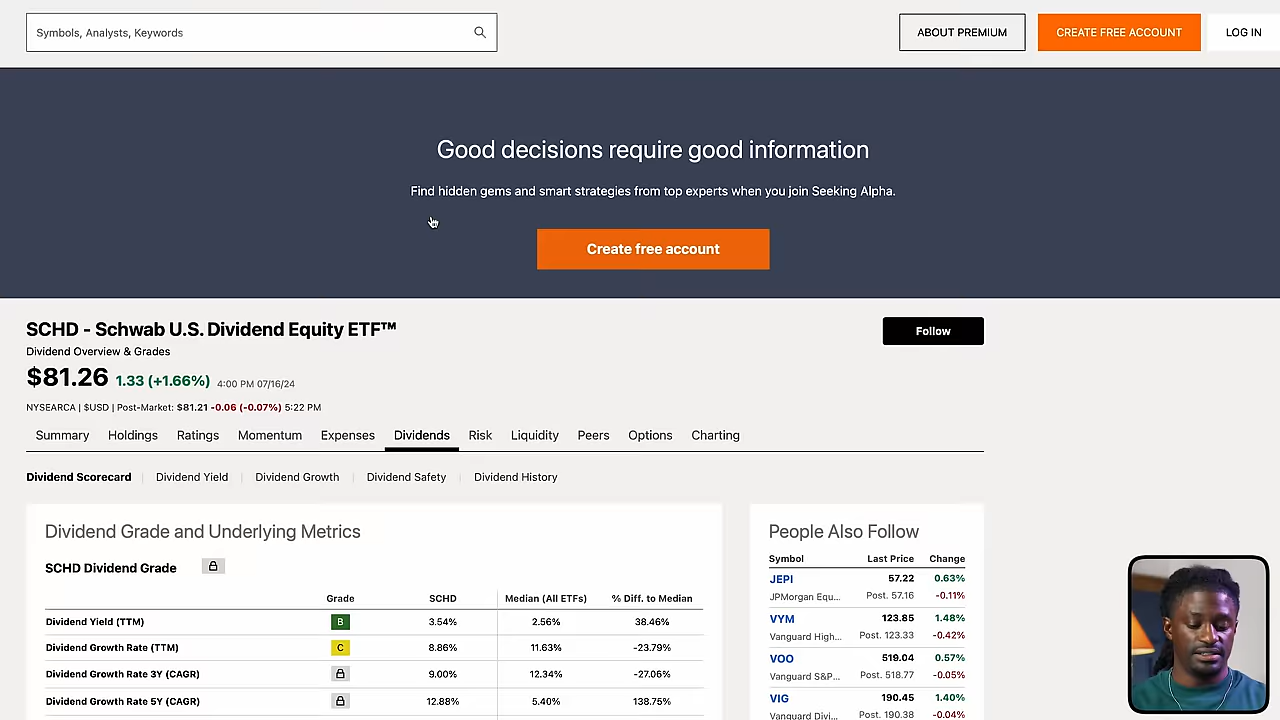 Symbols, Analysts, Keywords
ABOUT PREMIUM
CREATE FREE ACCOUNT
LOG IN
Good decisions require good information
Find hidden gems and smart strategies from top experts when you join Seeking Alpha.
Create free account
SCHD - Schwab U.S. Dividend Equity ETF™
Follow
Dividend Overview & Grades
$81.26 1.33 (+1.66%) 4:00 PM 07/16/24
NYSEARCA | $USD | Post-Market: $81.21 -0.06 (-0.07%) 5:22 PM
Summary Holdings Ratings Momentum Expenses Dividends Risk Liquidity Peers Options Charting
Dividend Scorecard Dividend Yield Dividend Growth Dividend Safety Dividend History
Dividend Grade and Underlying Metrics
SCHD Dividend Grade
Grade SCHD Median (All ETFs) % Diff. to Median
Dividend Yield (TTM) B 3.54% 2.56% 38.46%
Dividend Growth Rate (TTM) C 8.86% 11.63% -23.79%
Dividend Growth Rate 3Y (CAGR) 9.00% 12.34% -27.06%
Dividend Growth Rate 5Y (CAGR) 12.88% 5.40% 138.75%
People Also Follow
Symbol Last Price Change
JEPI 57.22 0.63%
JPMorgan Equ... Post. 57.16 -0.11%
VYM 123.85 1.48%
Vanguard High... Post. 123.33 -0.42%
VOO 519.04 0.57%
Vanguard S&P... Post. 518.77 -0.05%
VIG 190.45 1.40%
Vanguard Divi... Post. 190.38 -0.04%